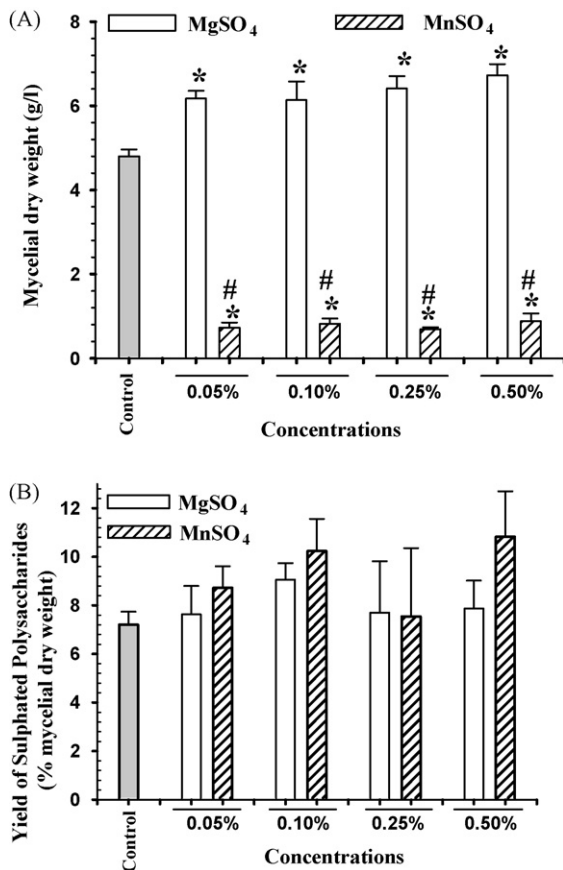 (A)
MgSO4 MnSO4
Mycelial dry weight (g/l)
8
6
4
2
0
* * * *
# # # #
* * * *
Control 0.05% 0.10% 0.25% 0.50%
Concentrations
(B)
MgSO4
MnSO4
Yield of Sulphated Polysaccharides
(% mycelial dry weight)
12
10
8
6
4
2
0
Control 0.05% 0.10% 0.25% 0.50%
Concentrations